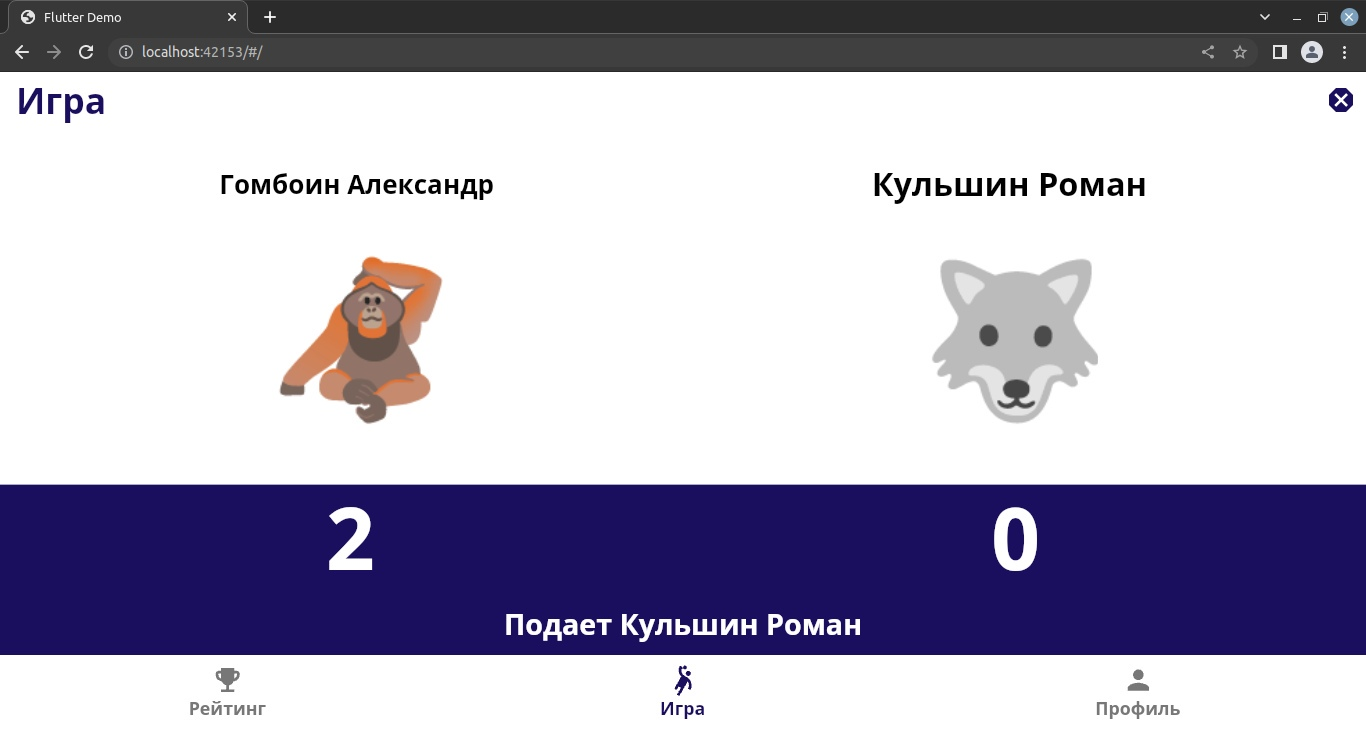 Flutter Demo
localhost:42153/#/
Игра
Гомбоин Александр
Кульшин Роман
2
0
Подает Кульшин Роман
Рейтинг
Игра
Профиль